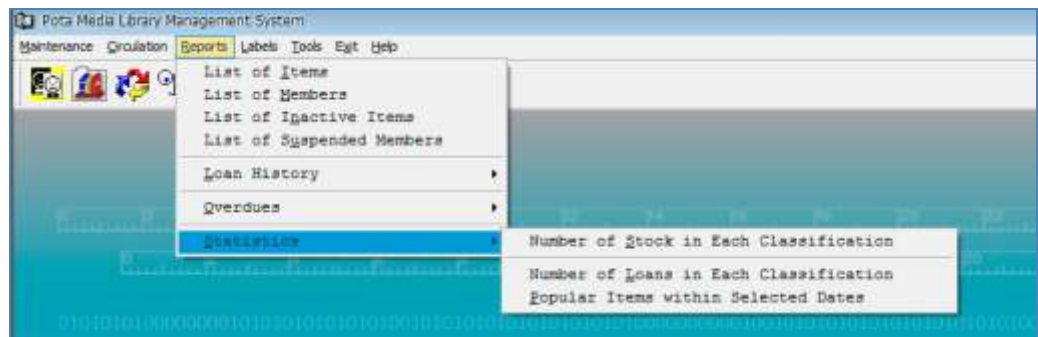 Pota Media Library Management System
Maintenance Circulation Reports Labels Tools Exit Help
List of Items
List of Members
List of Inactive Items
List of Suspended Members
Loan History
Overdues
Statistics
Number of Stock in Each Classification
Number of Loans in Each Classification
Popular Items within Selected Dates